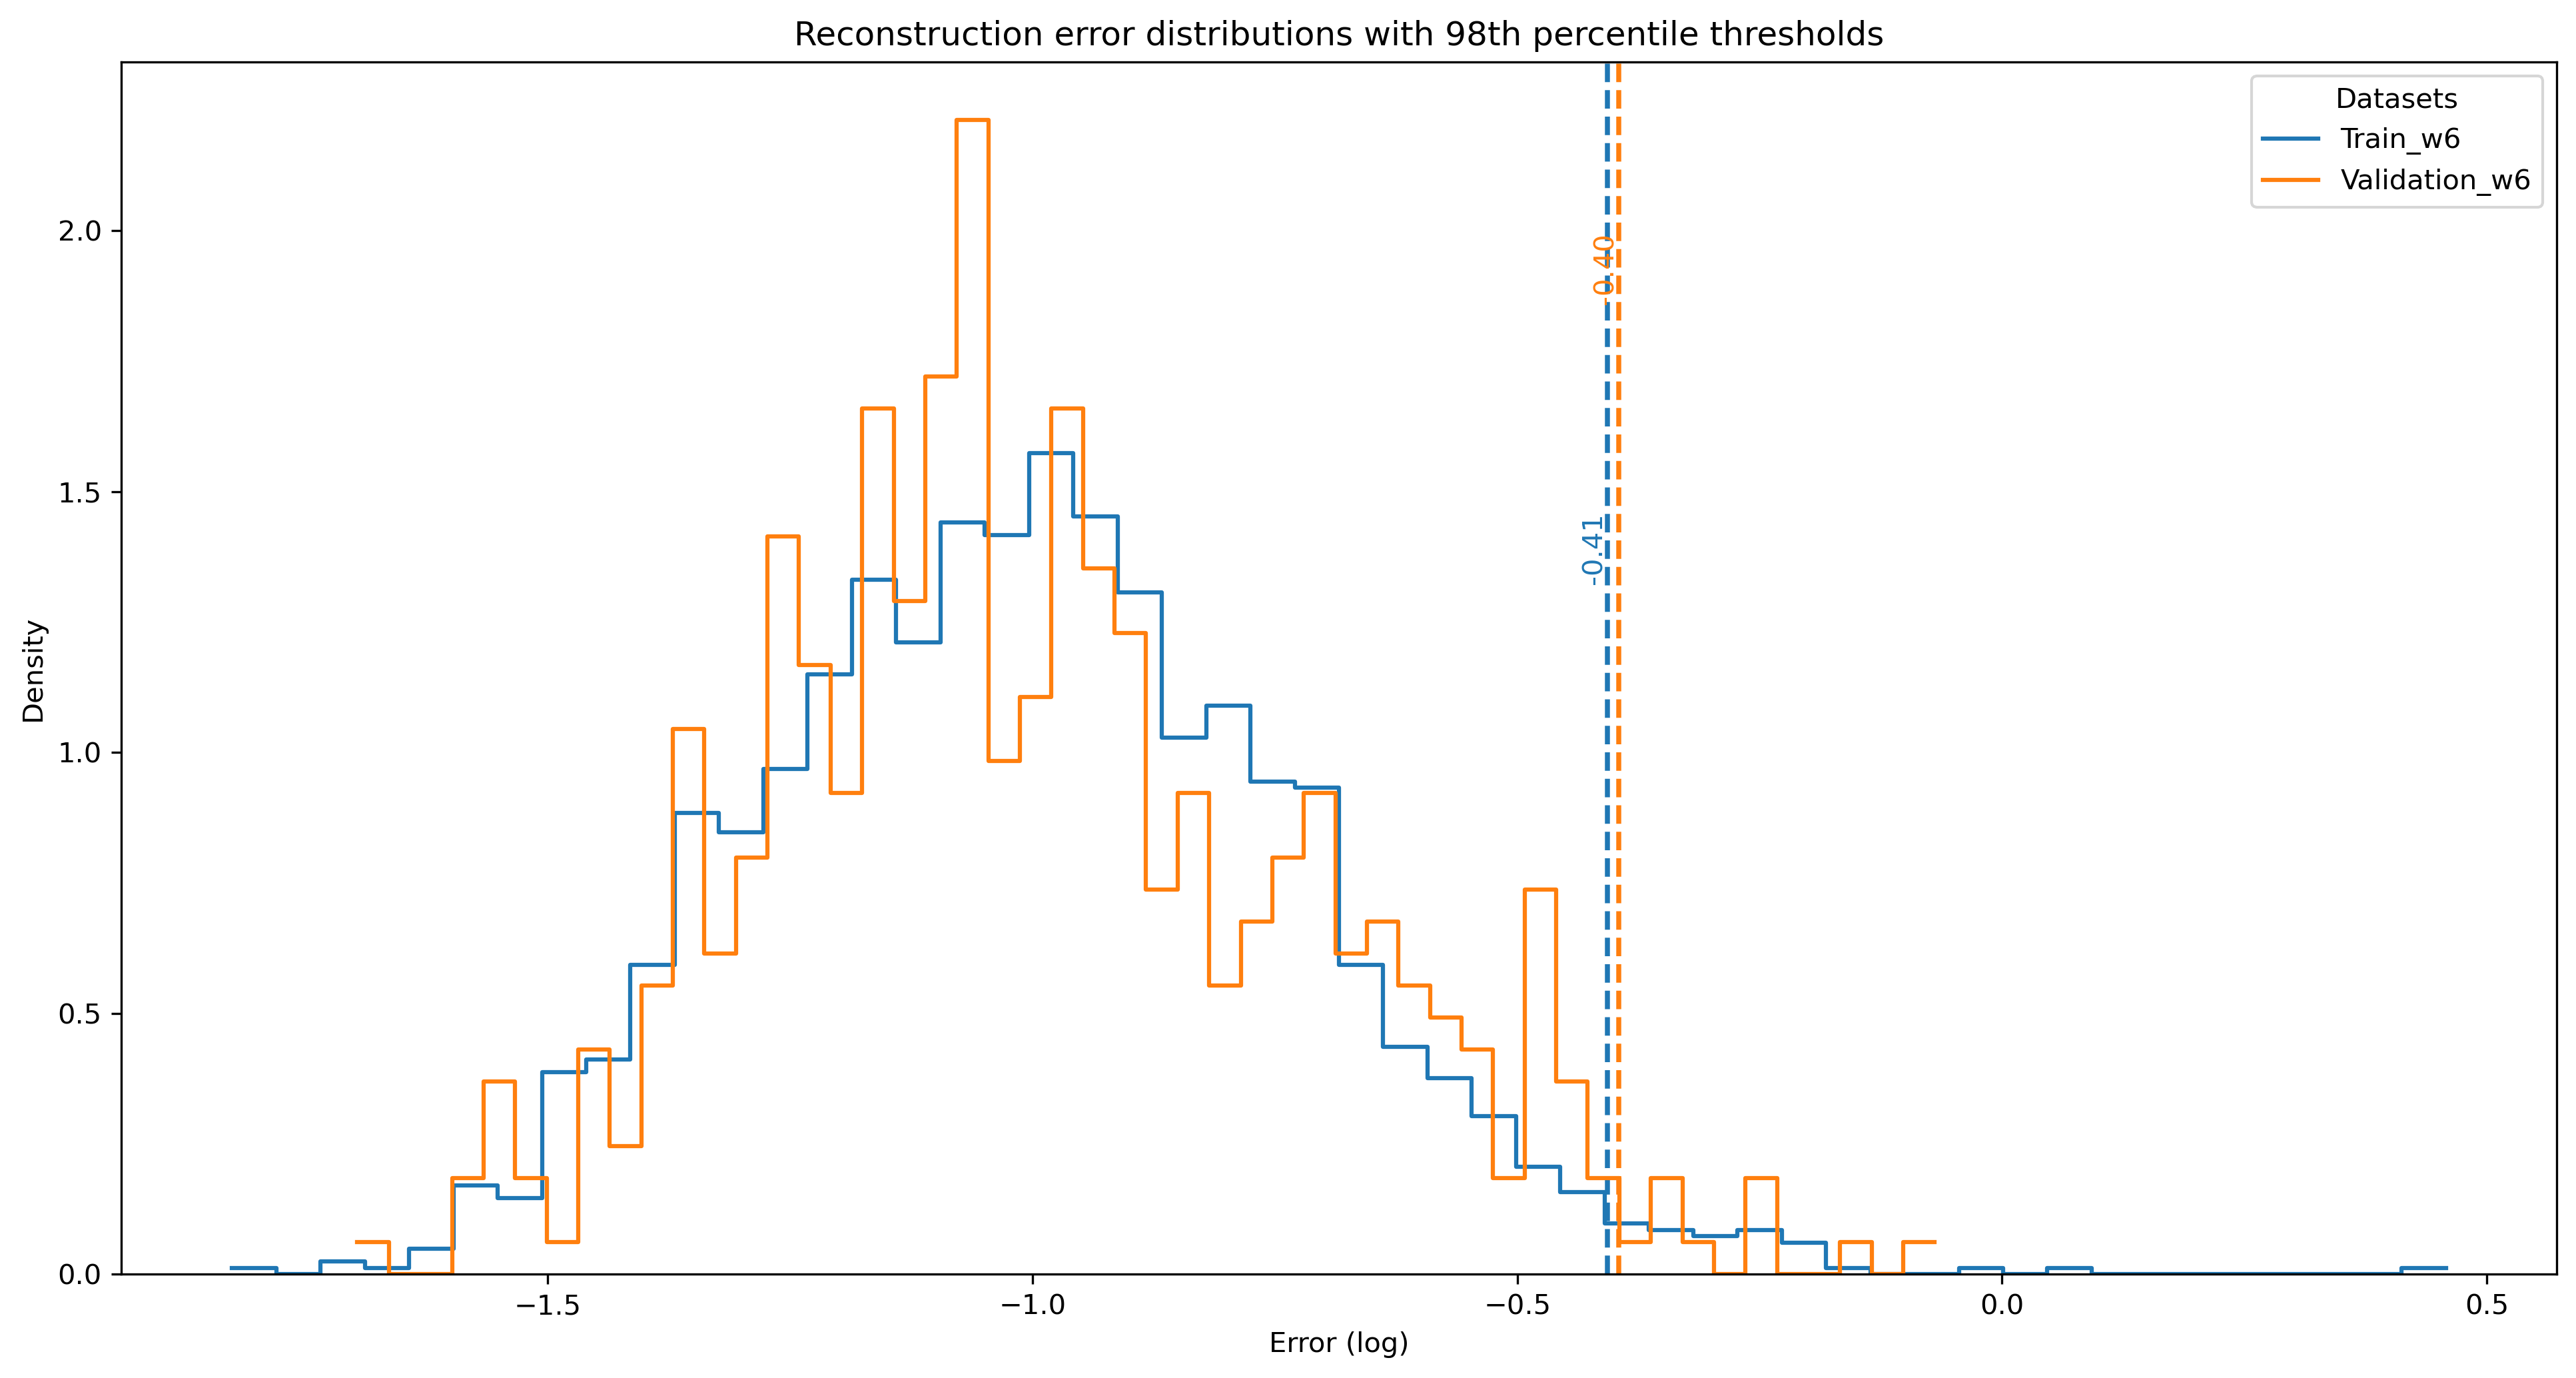 Reconstruction error distributions with 98th percentile thresholds
Datasets
Train_w6
Validation_w6
2.0
1.5
1.0
0.5
0.0
Density
-0.40
-0.41
−1.5
−1.0
−0.5
0.0
0.5
Error (log)